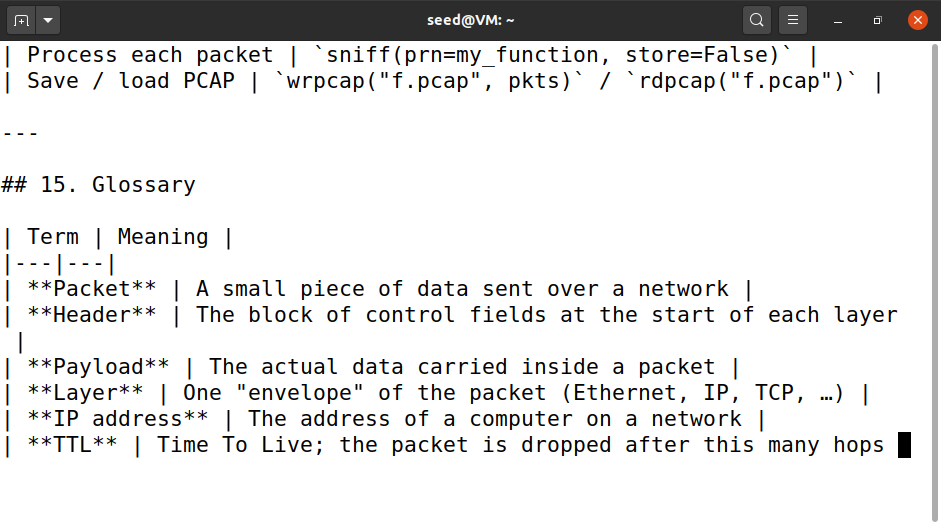 seed@VM: ~
| Process each packet | `sniff(prn=my_function, store=False)` |
| Save / load PCAP | `wrpcap("f.pcap", pkts)` / `rdpcap("f.pcap")` |
---
## 15. Glossary
| Term | Meaning |
|---|---|
| **Packet** | A small piece of data sent over a network |
| **Header** | The block of control fields at the start of each layer
|
| **Payload** | The actual data carried inside a packet |
| **Layer** | One "envelope" of the packet (Ethernet, IP, TCP, …) |
| **IP address** | The address of a computer on a network |
| **TTL** | Time To Live; the packet is dropped after this many hops